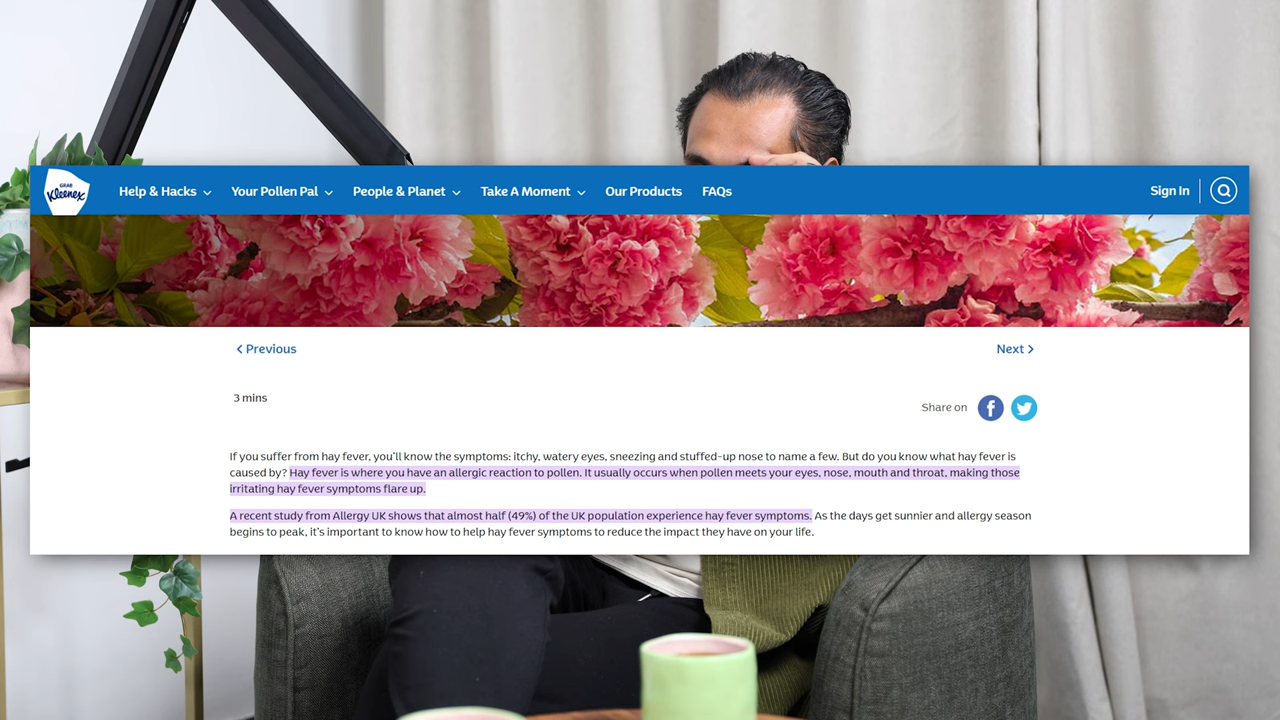 GRAB
Kleenex
Help & Hacks
Your Pollen Pal
People & Planet
Take A Moment
Our Products
FAQs
Sign In
Previous
Next
3 mins
Share on
If you suffer from hay fever, you'll know the symptoms: itchy, watery eyes, sneezing and stuffed-up nose to name a few. But do you know what hay fever is
caused by? Hay fever is where you have an allergic reaction to pollen. It usually occurs when pollen meets your eyes, nose, mouth and throat, making those
irritating hay fever symptoms flare up.
A recent study from Allergy UK shows that almost half (49%) of the UK population experience hay fever symptoms. As the days get sunnier and allergy season
begins to peak, it's important to know how to help hay fever symptoms to reduce the impact they have on your life.